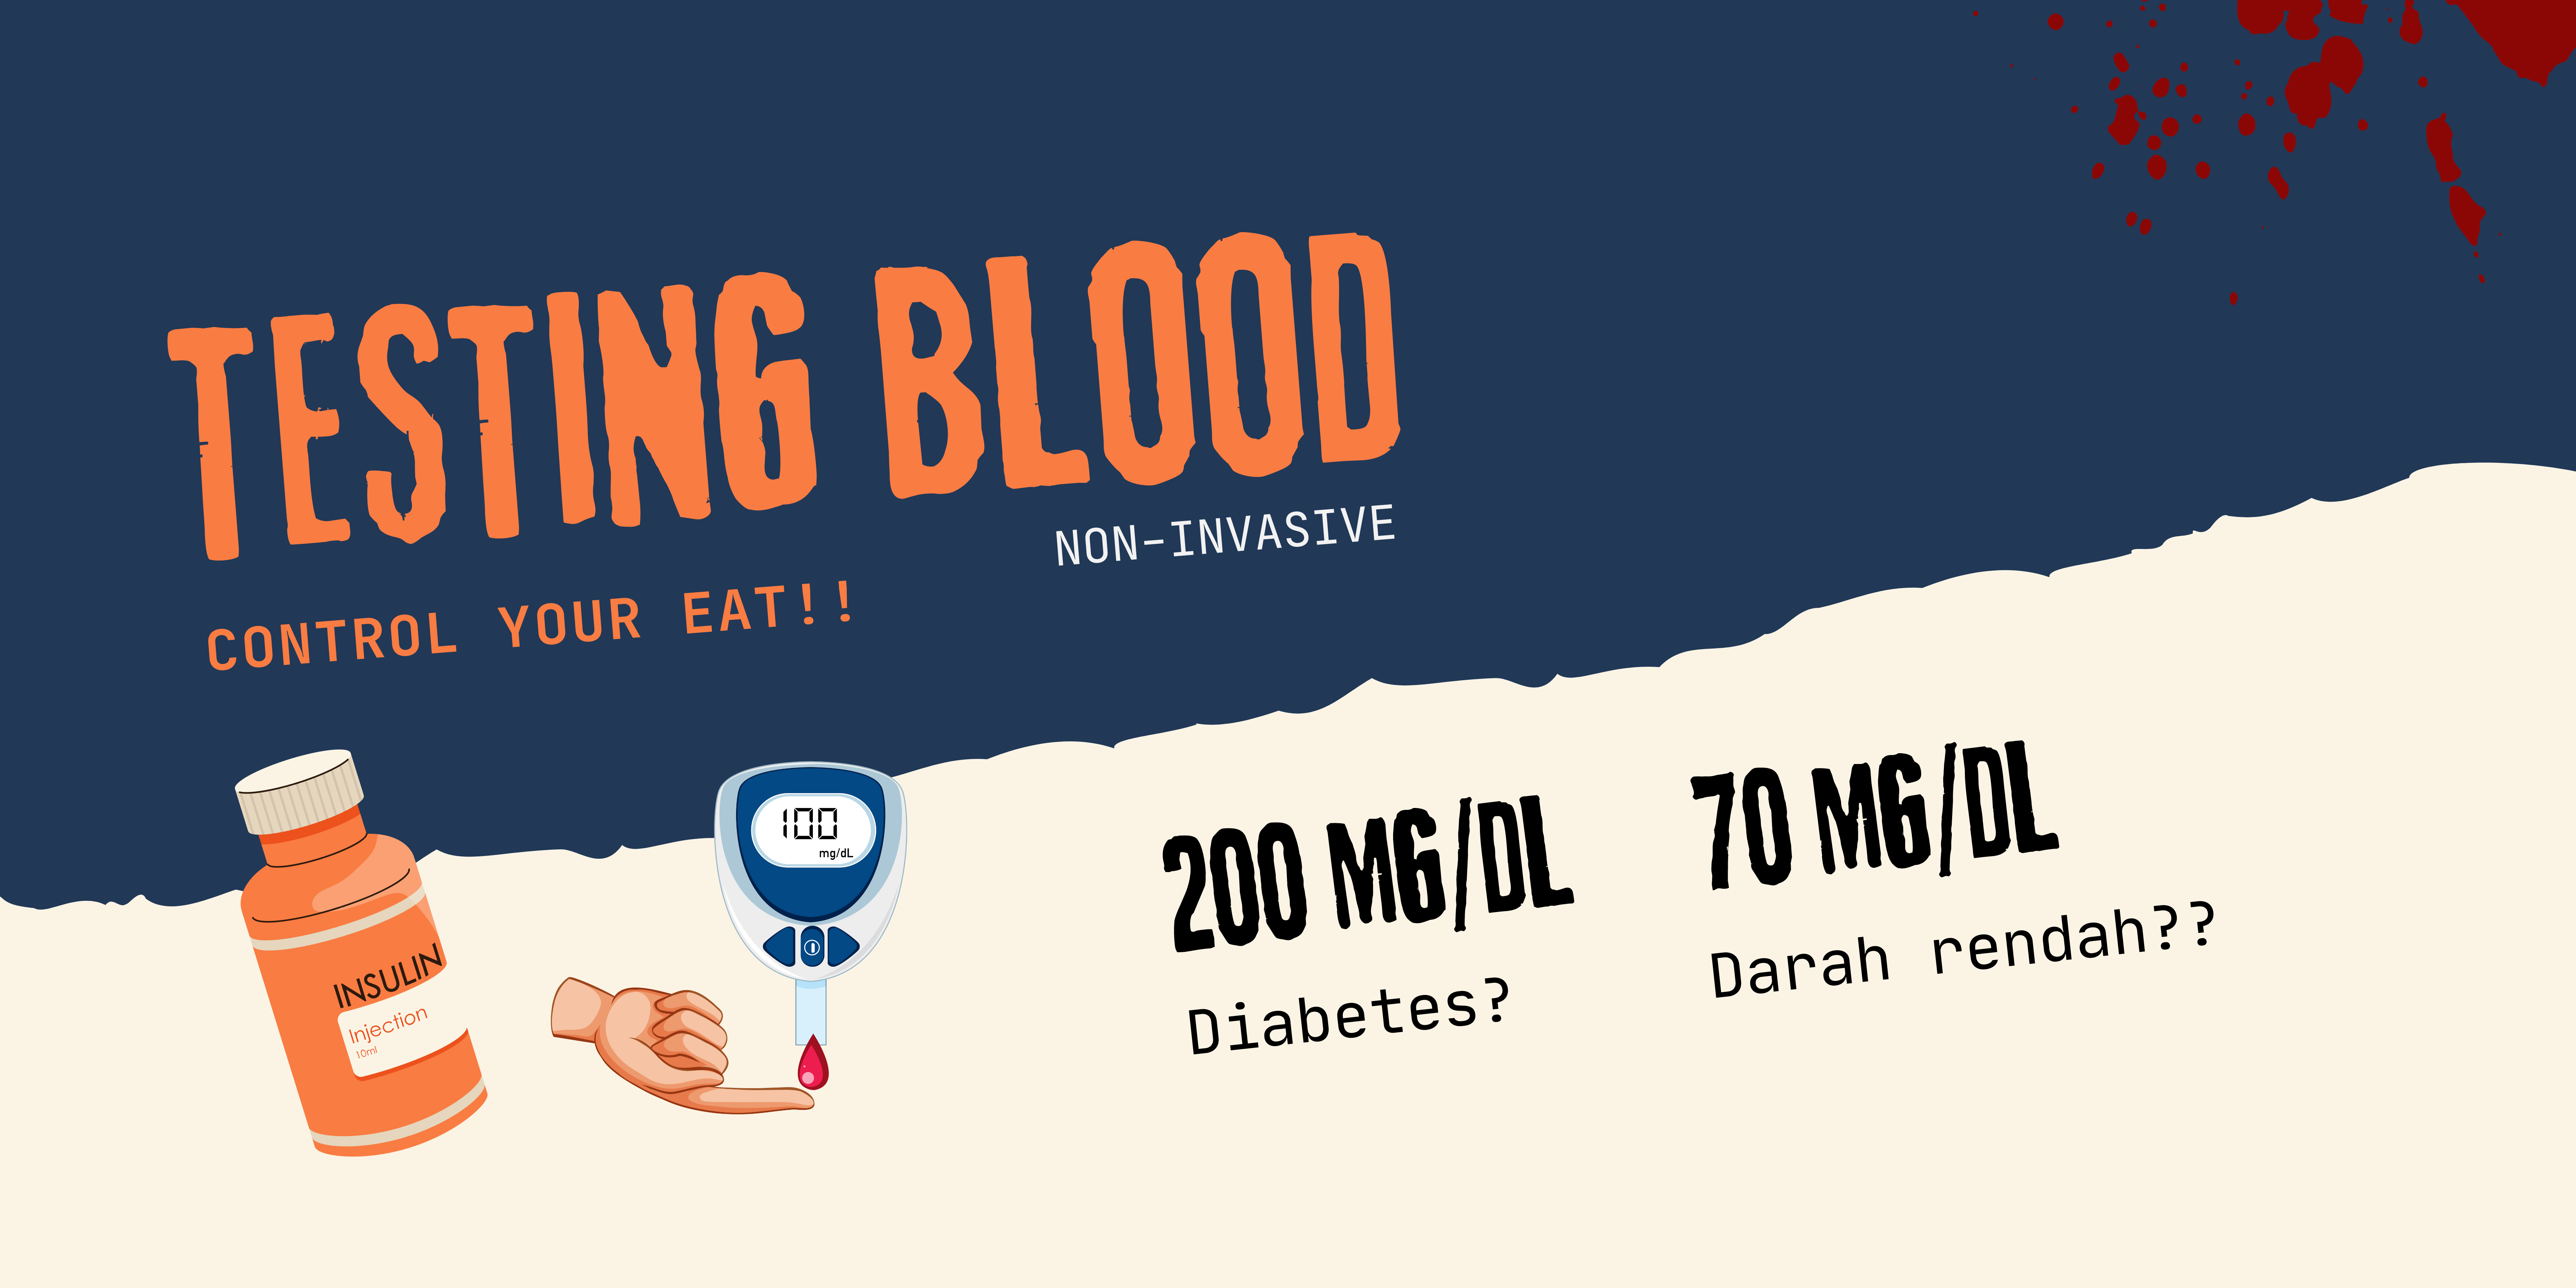 TESTING BLOOD
NON-INVASIVE
CONTROL YOUR EAT!!
100
mg/dL
INSULIN
Injection
10ml
200 MG/DL
Diabetes?
70 MG/DL
Darah rendah??